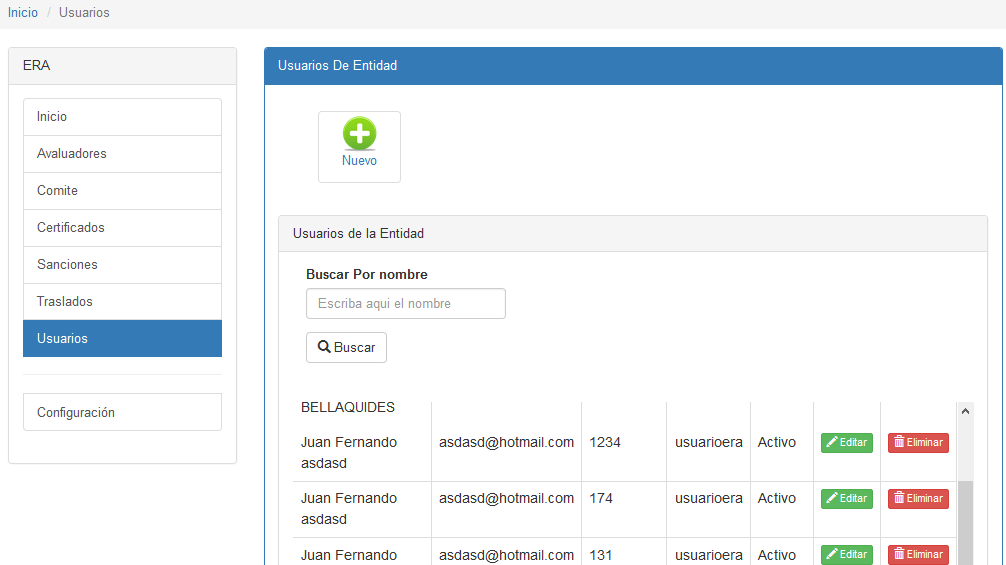 Inicio / Usuarios
ERA
Inicio
Avaluadores
Comite
Certificados
Sanciones
Traslados
Usuarios
Configuración
Usuarios De Entidad
Nuevo
Usuarios de la Entidad
Buscar Por nombre
Escriba aqui el nombre
Buscar
BELLAQUIDES
Juan Fernando asdasd@hotmail.com 1234 usuarioera Activo Editar Eliminar
asdasd
Juan Fernando asdasd@hotmail.com 174 usuarioera Activo Editar Eliminar
asdasd
Juan Fernando asdasd@hotmail.com 131 usuarioera Activo Editar Eliminar